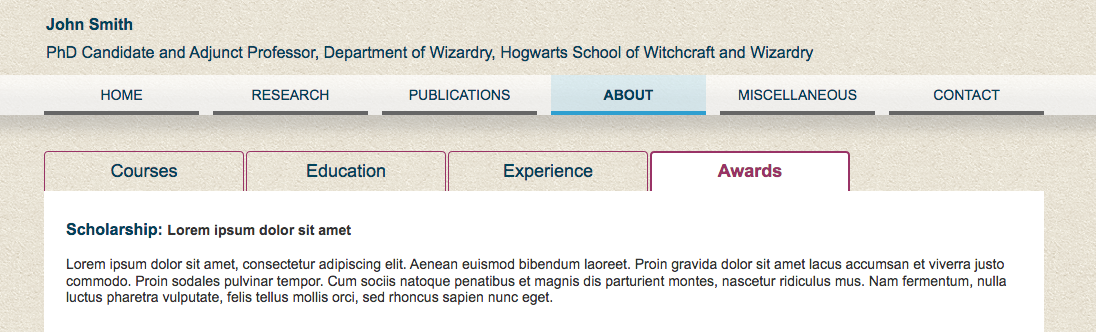 John Smith
PhD Candidate and Adjunct Professor, Department of Wizardry, Hogwarts School of Witchcraft and Wizardry
HOME RESEARCH PUBLICATIONS ABOUT MISCELLANEOUS CONTACT
Courses Education Experience Awards
Scholarship: Lorem ipsum dolor sit amet
Lorem ipsum dolor sit amet, consectetur adipiscing elit. Aenean euismod bibendum laoreet. Proin gravida dolor sit amet lacus accumsan et viverra justo
commodo. Proin sodales pulvinar tempor. Cum sociis natoque penatibus et magnis dis parturient montes, nascetur ridiculus mus. Nam fermentum, nulla
luctus pharetra vulputate, felis tellus mollis orci, sed rhoncus sapien nunc eget.